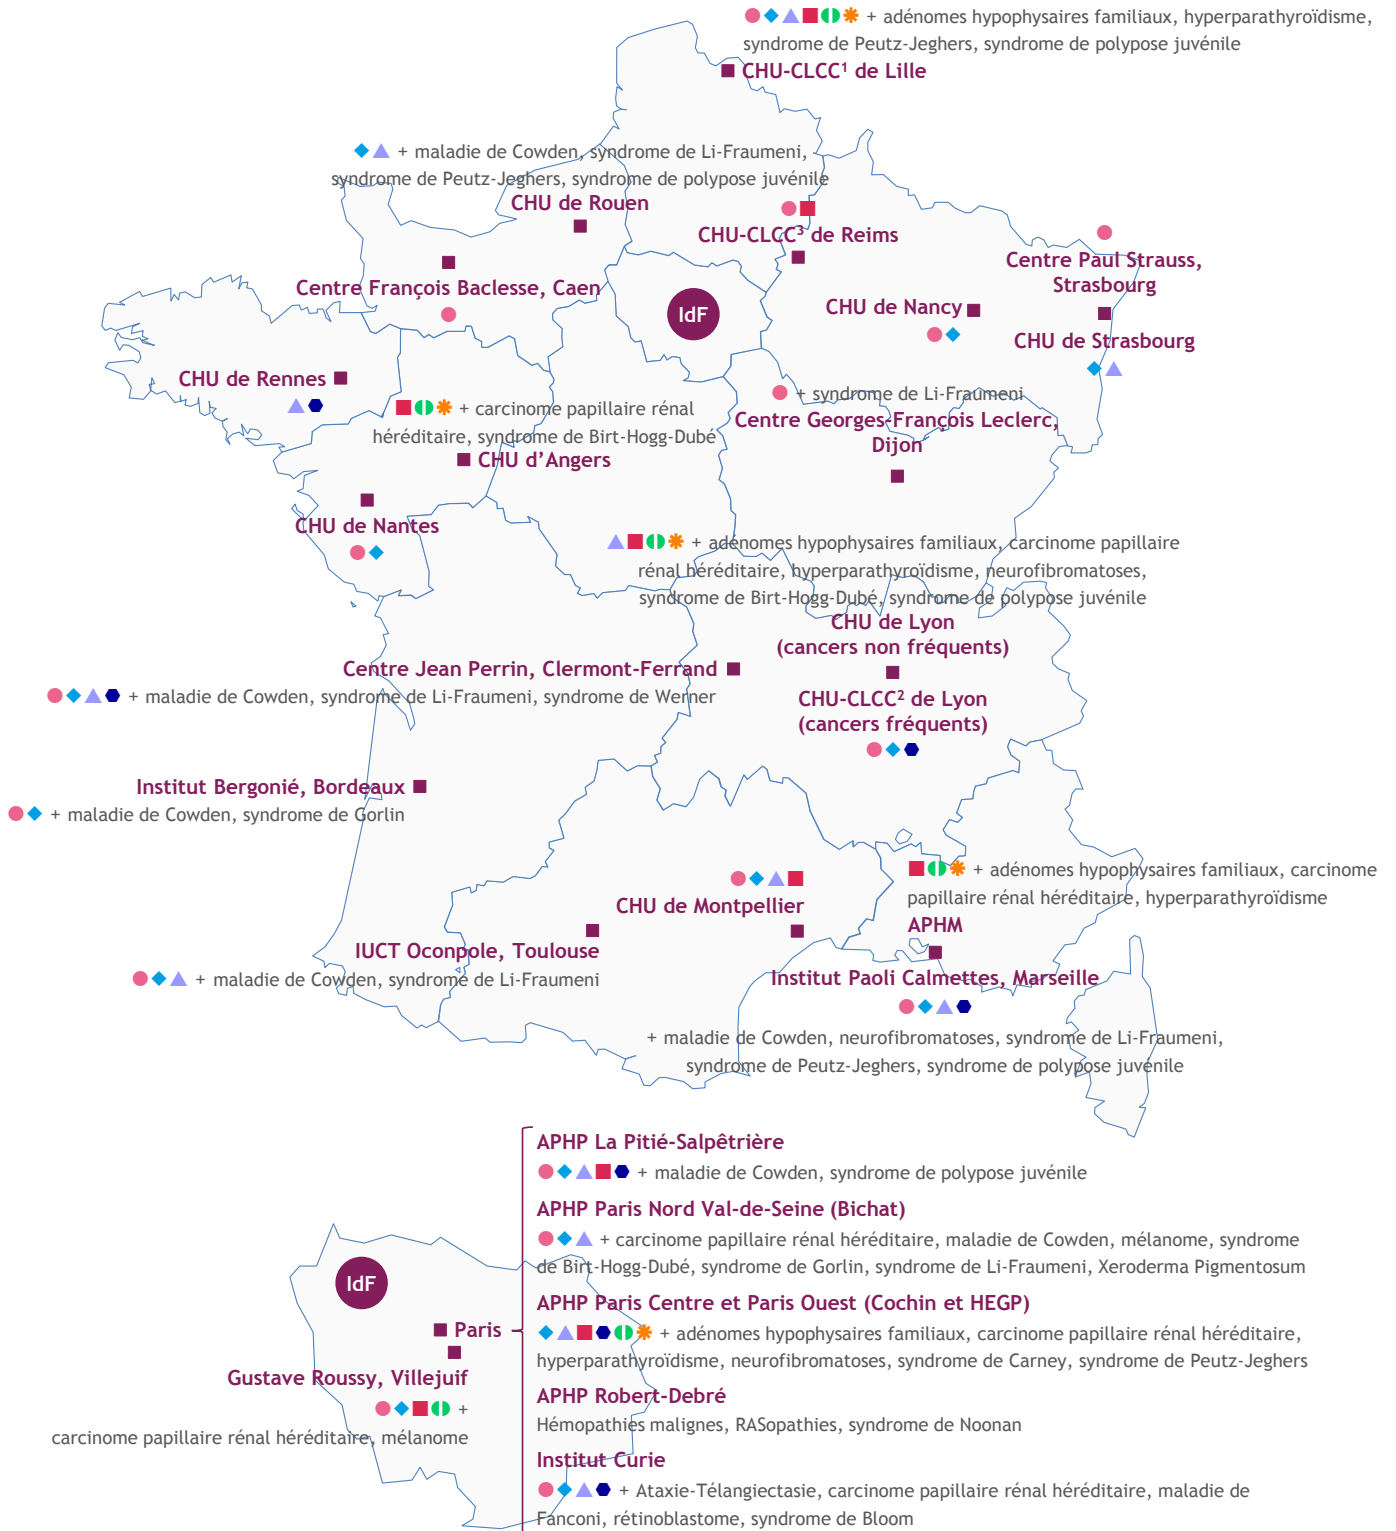 + adénomes hypophysaires familiaux, hyperparathyroïdisme,
syndrome de Peutz-Jeghers, syndrome de polypose juvénile
CHU-CLCC¹ de Lille
+ maladie de Cowden, syndrome de Li-Fraumeni,
syndrome de Peutz-Jeghers, syndrome de polypose juvénile
CHU de Rouen
CHU-CLCC³ de Reims
Centre Paul Strauss,
Strasbourg
Centre François Baclesse, Caen
IdF
CHU de Nancy
CHU de Strasbourg
CHU de Rennes
+ syndrome de Li-Fraumeni
Centre Georges-François Leclerc,
Dijon
+ carcinome papillaire rénal
héréditaire, syndrome de Birt-Hogg-Dubé
CHU d’Angers
CHU de Nantes
+ adénomes hypophysaires familiaux, carcinome papillaire
rénal héréditaire, hyperparathyroïdisme, neurofibromatoses,
syndrome de Birt-Hogg-Dubé, syndrome de polypose juvénile
CHU de Lyon
(cancers non fréquents)
Centre Jean Perrin, Clermont-Ferrand
+ maladie de Cowden, syndrome de Li-Fraumeni, syndrome de Werner
CHU-CLCC² de Lyon
(cancers fréquents)
Institut Bergonié, Bordeaux
+ maladie de Cowden, syndrome de Gorlin
+ adénomes hypophysaires familiaux, carcinome
papillaire rénal héréditaire, hyperparathyroïdisme
APHM
CHU de Montpellier
IUCT Oconpole, Toulouse
+ maladie de Cowden, syndrome de Li-Fraumeni
Institut Paoli Calmettes, Marseille
+ maladie de Cowden, neurofibromatoses, syndrome de Li-Fraumeni,
syndrome de Peutz-Jeghers, syndrome de polypose juvénile
APHP La Pitié-Salpêtrière
+ maladie de Cowden, syndrome de polypose juvénile
APHP Paris Nord Val-de-Seine (Bichat)
+ carcinome papillaire rénal héréditaire, maladie de Cowden, mélanome, syndrome
de Birt-Hogg-Dubé, syndrome de Gorlin, syndrome de Li-Fraumeni, Xeroderma Pigmentosum
IdF
APHP Paris Centre et Paris Ouest (Cochin et HEGP)
Paris
+ adénomes hypophysaires familiaux, carcinome papillaire rénal héréditaire,
hyperparathyroïdisme, neurofibromatoses, syndrome de Carney, syndrome de Peutz-Jeghers
Gustave Roussy, Villejuif
+
carcinome papillaire rénal héréditaire, mélanome
APHP Robert-Debré
Hémopathies malignes, RASopathies, syndrome de Noonan
Institut Curie
+ Ataxie-Télangiectasie, carcinome papillaire rénal héréditaire, maladie de
Fanconi, rétinoblastome, syndrome de Bloom